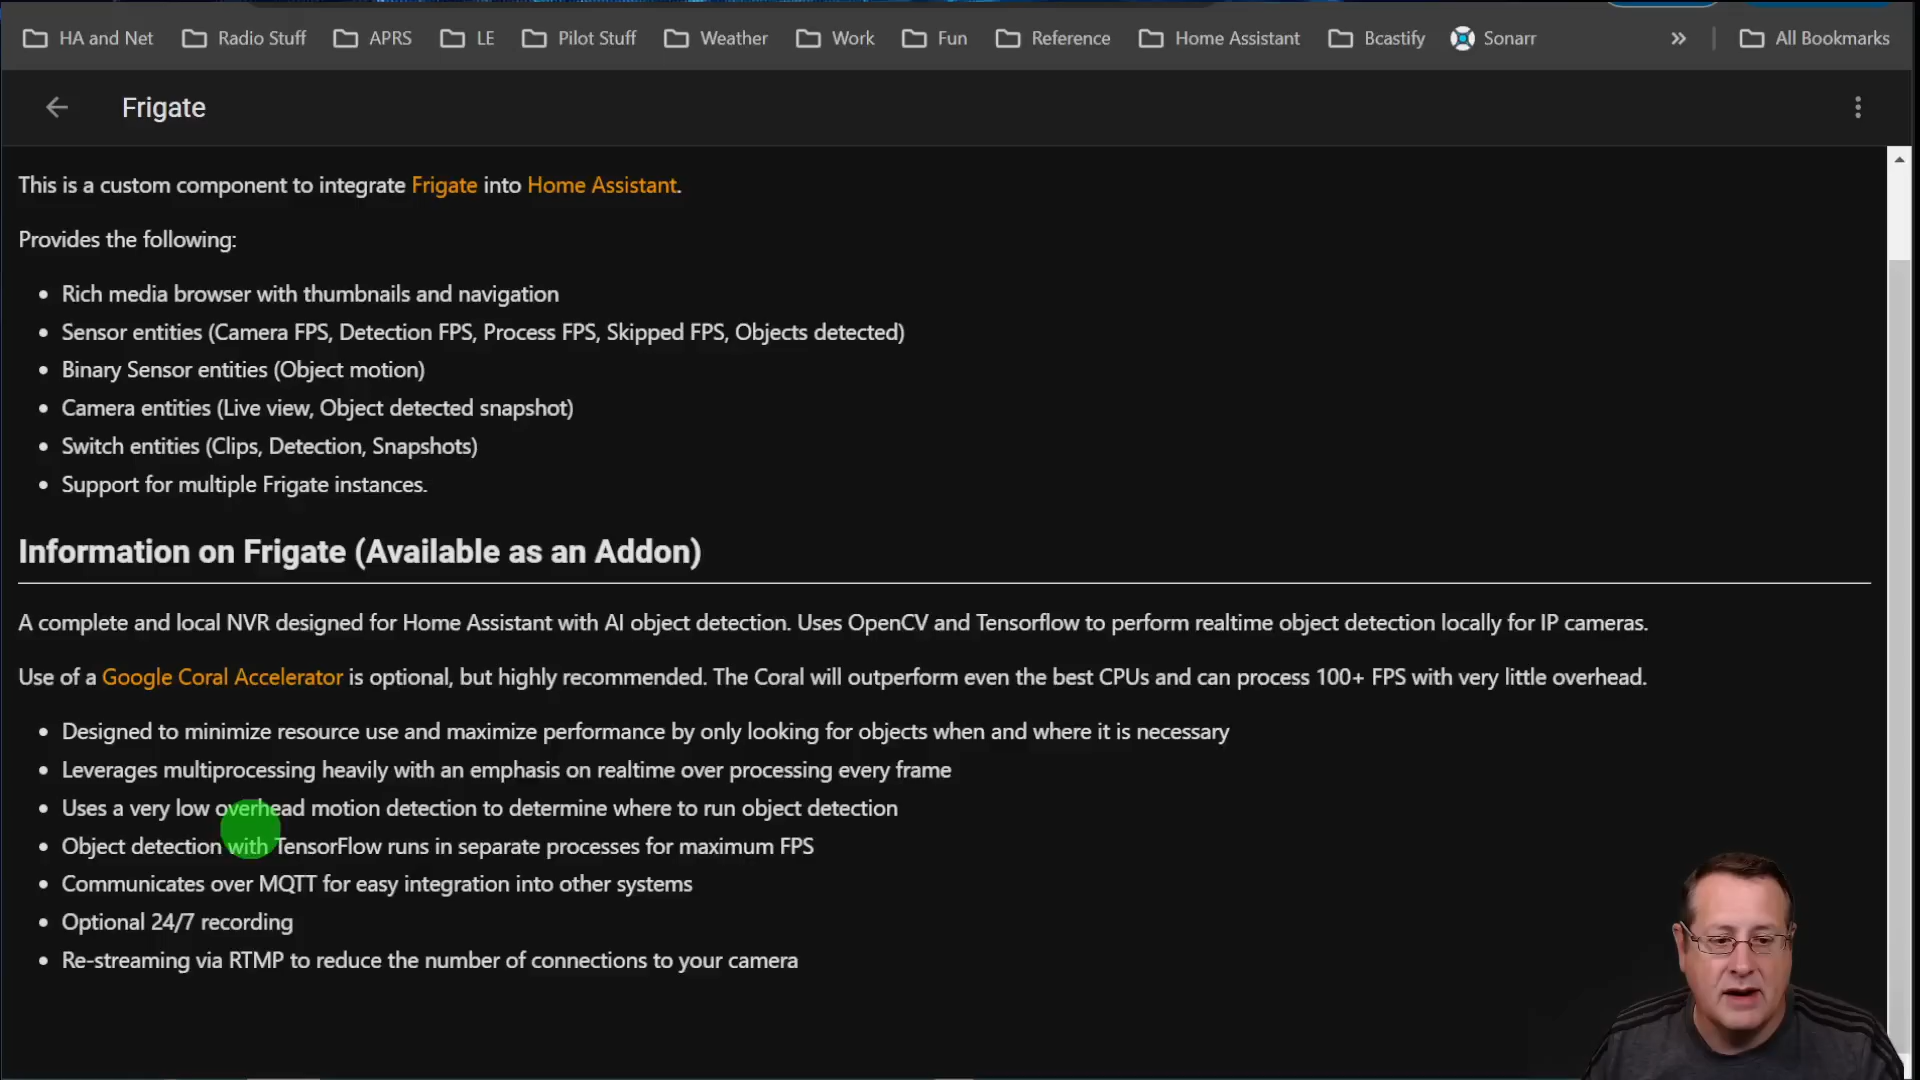 HA and Net Radio Stuff APRS LE Pilot Stuff Weather Work Fun Reference Home Assistant Bcastify Sonarr » All Bookmarks
Frigate
This is a custom component to integrate Frigate into Home Assistant.
Provides the following:
• Rich media browser with thumbnails and navigation
• Sensor entities (Camera FPS, Detection FPS, Process FPS, Skipped FPS, Objects detected)
• Binary Sensor entities (Object motion)
• Camera entities (Live view, Object detected snapshot)
• Switch entities (Clips, Detection, Snapshots)
• Support for multiple Frigate instances.
Information on Frigate (Available as an Addon)
A complete and local NVR designed for Home Assistant with AI object detection. Uses OpenCV and Tensorflow to perform realtime object detection locally for IP cameras.
Use of a Google Coral Accelerator is optional, but highly recommended. The Coral will outperform even the best CPUs and can process 100+ FPS with very little overhead.
• Designed to minimize resource use and maximize performance by only looking for objects when and where it is necessary
• Leverages multiprocessing heavily with an emphasis on realtime over processing every frame
• Uses a very low overhead motion detection to determine where to run object detection
• Object detection with TensorFlow runs in separate processes for maximum FPS
• Communicates over MQTT for easy integration into other systems
• Optional 24/7 recording
• Re-streaming via RTMP to reduce the number of connections to your camera